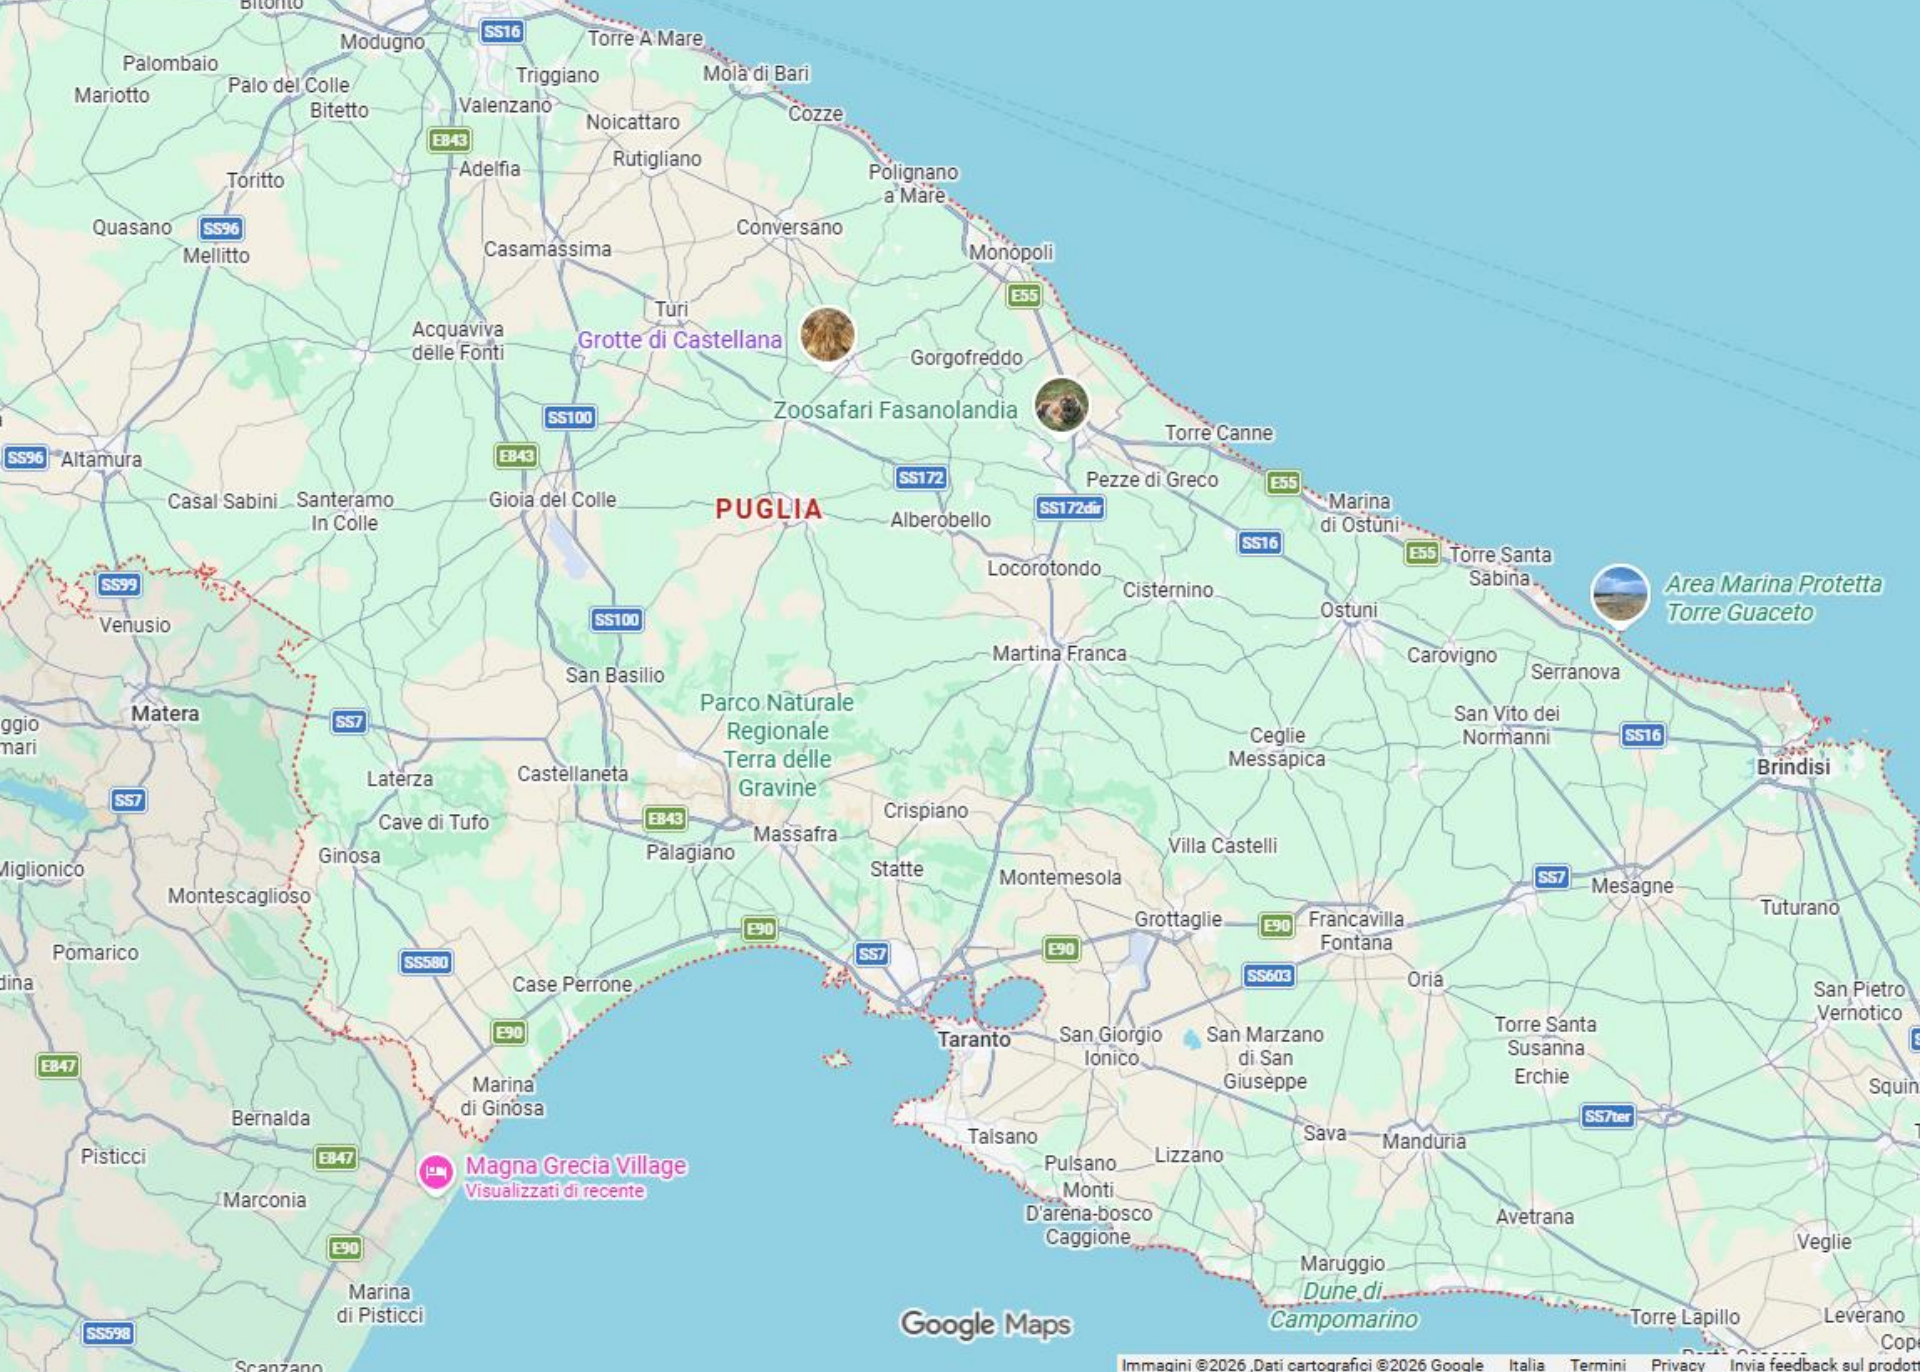 Bitonto
SS16
Torre A Mare
Modugno
Palombaio
Triggiano
Mola di Bari
Mariotto
Palo del Colle
Bitetto
Valenzano
Cozze
Noicattaro
E843
Rutigliano
Adelfia
Toritto
Polignano
a Mare
Quasano
SS96
Conversano
Mellitto
Casamassima
Monopoli
E55
Turi
Acquaviva
delle Fonti
Grotte di Castellana
Gorgofreddo
SS100
Zoosafari Fasanolandia
Torre Canne
SS96
Altamura
E843
SS172
Pezze di Greco
E55
Casal Sabini
Santeramo
In Colle
Gioia del Colle
PUGLIA
Alberobello
SS172dir
Marina
di Ostuni
SS16
E55
Torre Santa
Sabina
SS99
Locorotondo
Cisternino
Area Marina Protetta
Torre Guaceto
Venusio
SS100
Ostuni
Martina Franca
Carovigno
San Basilio
Serranova
Matera
SS7
Parco Naturale
Regionale
Terra delle
Gravine
San Vito dei
Normanni
SS16
ggio
mari
Ceglie
Messapica
Brindisi
Laterza
Castellaneta
SS7
Cave di Tufo
E843
Crispiano
Massafra
Ginosa
Palagiano
Villa Castelli
Miglionico
Statte
Montemesola
SS7
Mesagne
Montescaglioso
Grottaglie
E90
Francavilla
Fontana
Tuturano
E90
E90
Pomarico
SS580
SS7
SS603
Oria
dina
Case Perrone
San Pietro
Vernotico
E90
Taranto
San Giorgio
Ionico
San Marzano
di San
Giuseppe
Torre Santa
Susanna
Erchie
E847
Marina
di Ginosa
Squin
Bernalda
SS7ter
Talsano
Sava
Manduria
Pisticci
E847
Magna Grecia Village
Visualizzati di recente
Pulsano
Lizzano
Marconia
Monti
D'arena-bosco
Caggione
Avetrana
E90
Veglie
Maruggio
Marina
di Pisticci
Dune di
Campomarino
Torre Lapillo
Leverano
SS598
Google Maps
Scanzano
Immagini ©2026 ,Dati cartografici ©2026 Google Italia Termini Privacy Invia feedback sul prodot